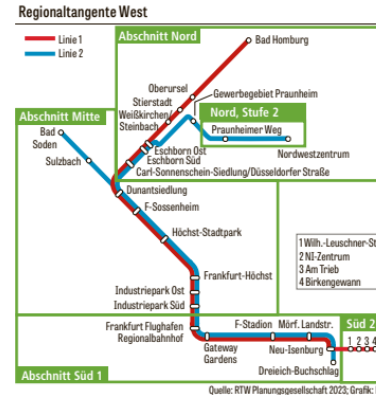 Regionaltangente West
Linie 1
Linie 2
Abschnitt Nord
Bad Homburg
Oberursel
Stierstadt
Weißkirchen/
Steinbach
Gewerbegebiet Praunheim
Nord, Stufe 2
Praunheimer Weg
Nordwestzentrum
Abschnitt Mitte
Bad
Soden
Sulzbach
Eschborn Ost
Eschborn Süd
Carl-Sonnenschein-Siedlung/Düsseldorfer Straße
Dunantsiedlung
F-Sossenheim
Höchst-Stadtpark
1 Wilh.-Leuschner-St
2 NI-Zentrum
3 Am Trieb
4 Birkengewann
Frankfurt-Höchst
Industriepark Ost
Industriepark Süd
Frankfurt Flughafen
Regionalbahnhof
F-Stadion
Mörf. Landstr.
Süd 2
1 2 3 4
Gateway
Gardens
Neu-Isenburg
Dreieich-Buchschlag
Abschnitt Süd 1
Quelle: RTW Planungsgesellschaft 2023; Grafik: